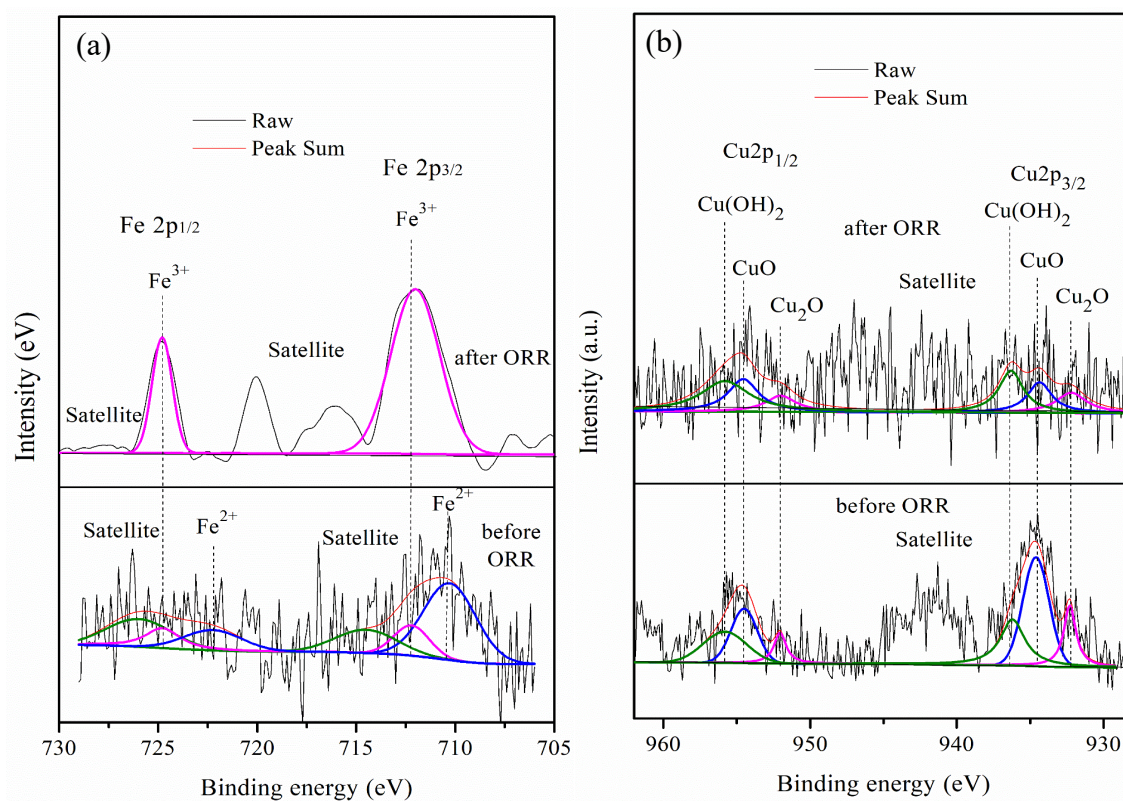 (a)
Raw
Peak Sum
Fe 2p3/2
Fe3+
Fe 2p1/2
Fe3+
Satellite
Satellite
after ORR
Satellite
Fe2+
Satellite
Fe2+
before
ORR
Intensity (eV)
730 725 720 715 710 705
Binding energy (eV)
(b)
Raw
Peak Sum
Cu2p1/2
Cu(OH)2
CuO
Cu2O
after ORR
Satellite
Cu2p3/2
Cu(OH)2
CuO
Cu2O
before ORR
Satellite
Intensity (a.u.)
960 950 940 930
Binding energy (eV)